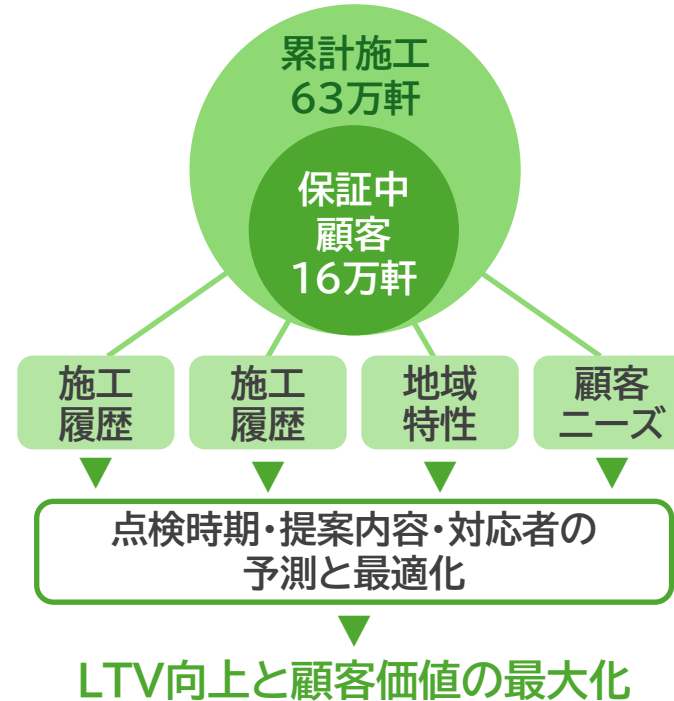 累計施工
63万軒
保証中
顧客
16万軒
施工
履歴
施工
履歴
地域
特性
顧客
ニーズ
点検時期・提案内容・対応者の
予測と最適化
LTV向上と顧客価値の最大化